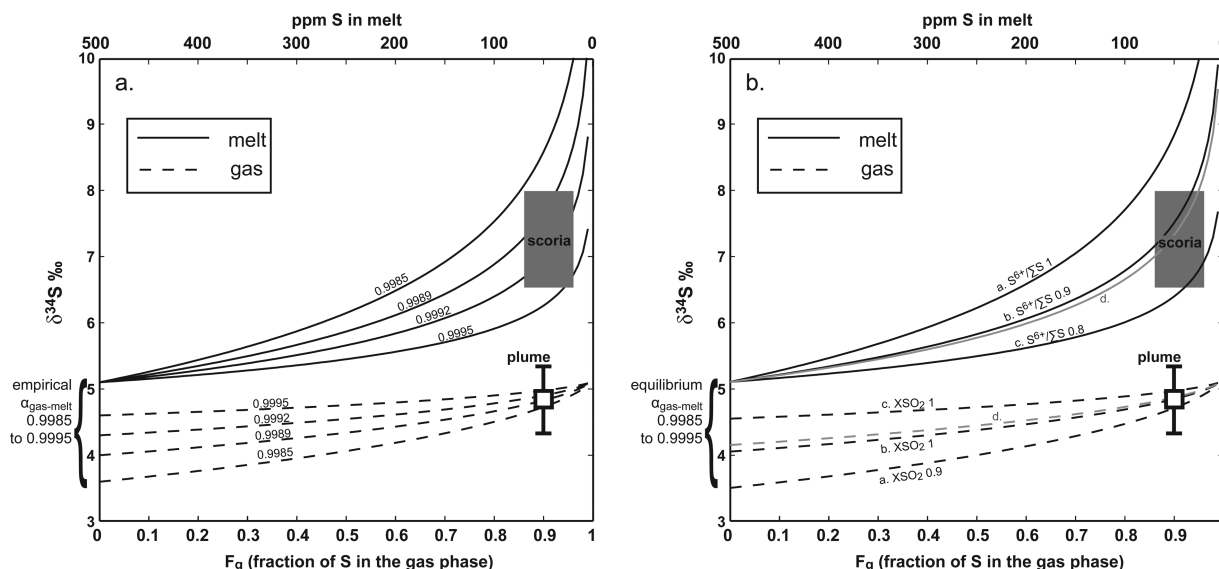 ppm S in melt
500 400 300 200 100 0
a.
melt
gas
10
9
8
7
6
5
4
3
δ³⁴S ‰
0.9985
0.9989
0.9992
0.9995
scoria
plume
empirical
αgas-melt
0.9985
to 0.9995
0.9995
0.9992
0.9989
0.9985
0 0.1 0.2 0.3 0.4 0.5 0.6 0.7 0.8 0.9 1
Fg (fraction of S in the gas phase)
ppm S in melt
500 400 300 200 100 0
b.
melt
gas
10
9
8
7
6
5
4
3
δ³⁴S ‰
a. S⁶⁺/∑S 1
b. S⁶⁺/∑S 0.9
d.
c. S⁶⁺/∑S 0.8
scoria
plume
equilibrium
αgas-melt
0.9985
to 0.9995
c. XSO₂ 1
d.
b. XSO₂ 1
a. XSO₂ 0.9
0 0.1 0.2 0.3 0.4 0.5 0.6 0.7 0.8 0.9
Fg (fraction of S in the gas phase)